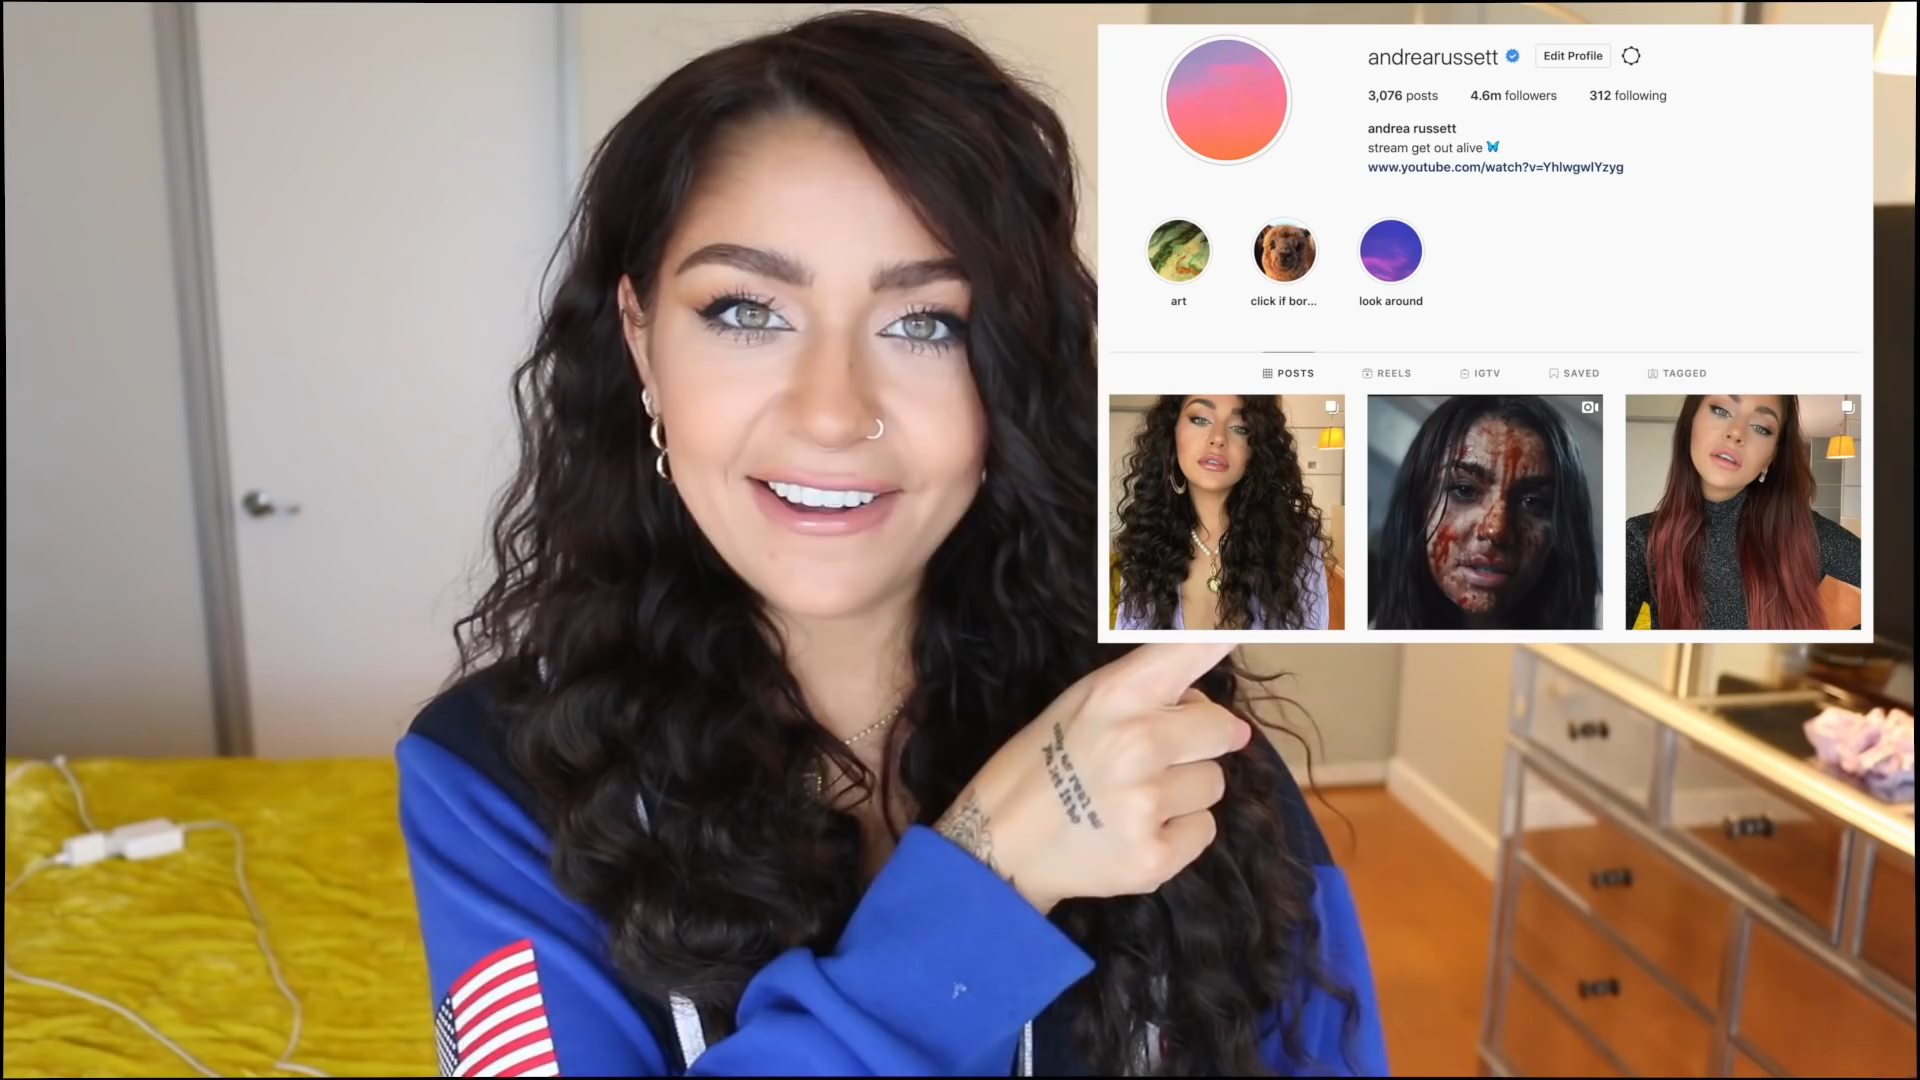 andrearussett Edit Profile
3,076 posts 4.6m followers 312 following
andrea russett
stream get out alive 🦋
www.youtube.com/watch?v=YhlwgwlYzyg
art click if bor... look around
POSTS REELS IGTV SAVED TAGGED